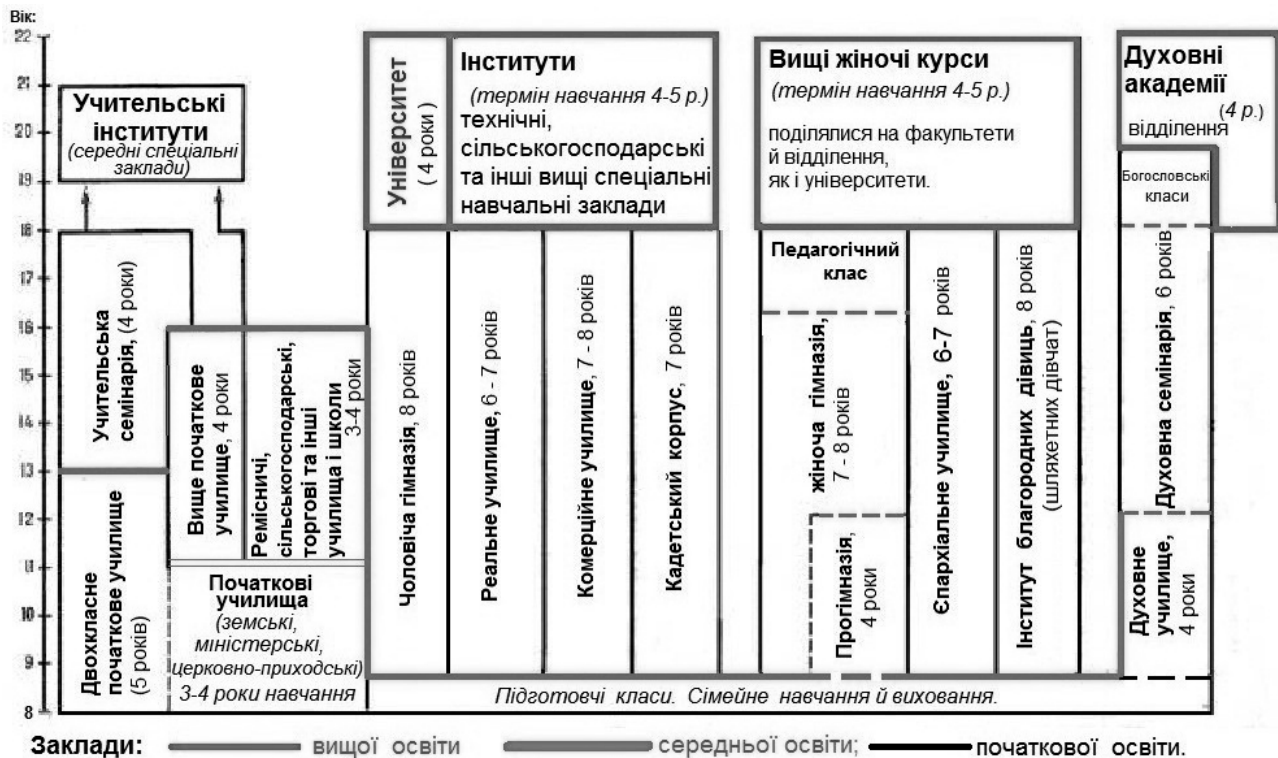 Вік:
22
21
20
19
18
17
16
15
14
13
12
11
10
9
8
Учительські
інститути
(середні спеціальні
заклади)
Учительська
семінарія, (4 роки)
Двохкласне
початкове училище
(5 років)
Вище початкове
училище, 4 роки
Ремісничі,
сільськогосподарські,
торгові та інші
училища і школи
3-4 роки
Початкові
училища
(земські,
міністерські,
церковно-приходські)
3-4 роки навчання
Університет
( 4 роки )
Інститути
(термін навчання 4-5 р.)
технічні,
сільськогосподарські
та інші вищі спеціальні
навчальні заклади
Чоловіча гімназія, 8 років
Реальне училище, 6 - 7 років
Комерційне училище, 7 - 8 років
Кадетський корпус, 7 років
Вищі жіночі курси
(термін навчання 4-5 р.)
поділялися на факультети
й відділення,
як і університети.
Педагогічний
клас
жіноча гімназія,
7 - 8 років
Прогімназія,
4 роки
Єпархіальне училище, 6-7 років
Інститут благородних дівиць, 8 років
(шляхетних дівчат)
Духовні
академії
(4 р.)
відділення
Богословські
класи
Духовна семінарія, 6 років
Духовне
училище,
4 роки
Підготовчі класи. Сімейне навчання й виховання.
Заклади: вищої освіти середньої освіти; початкової освіти.